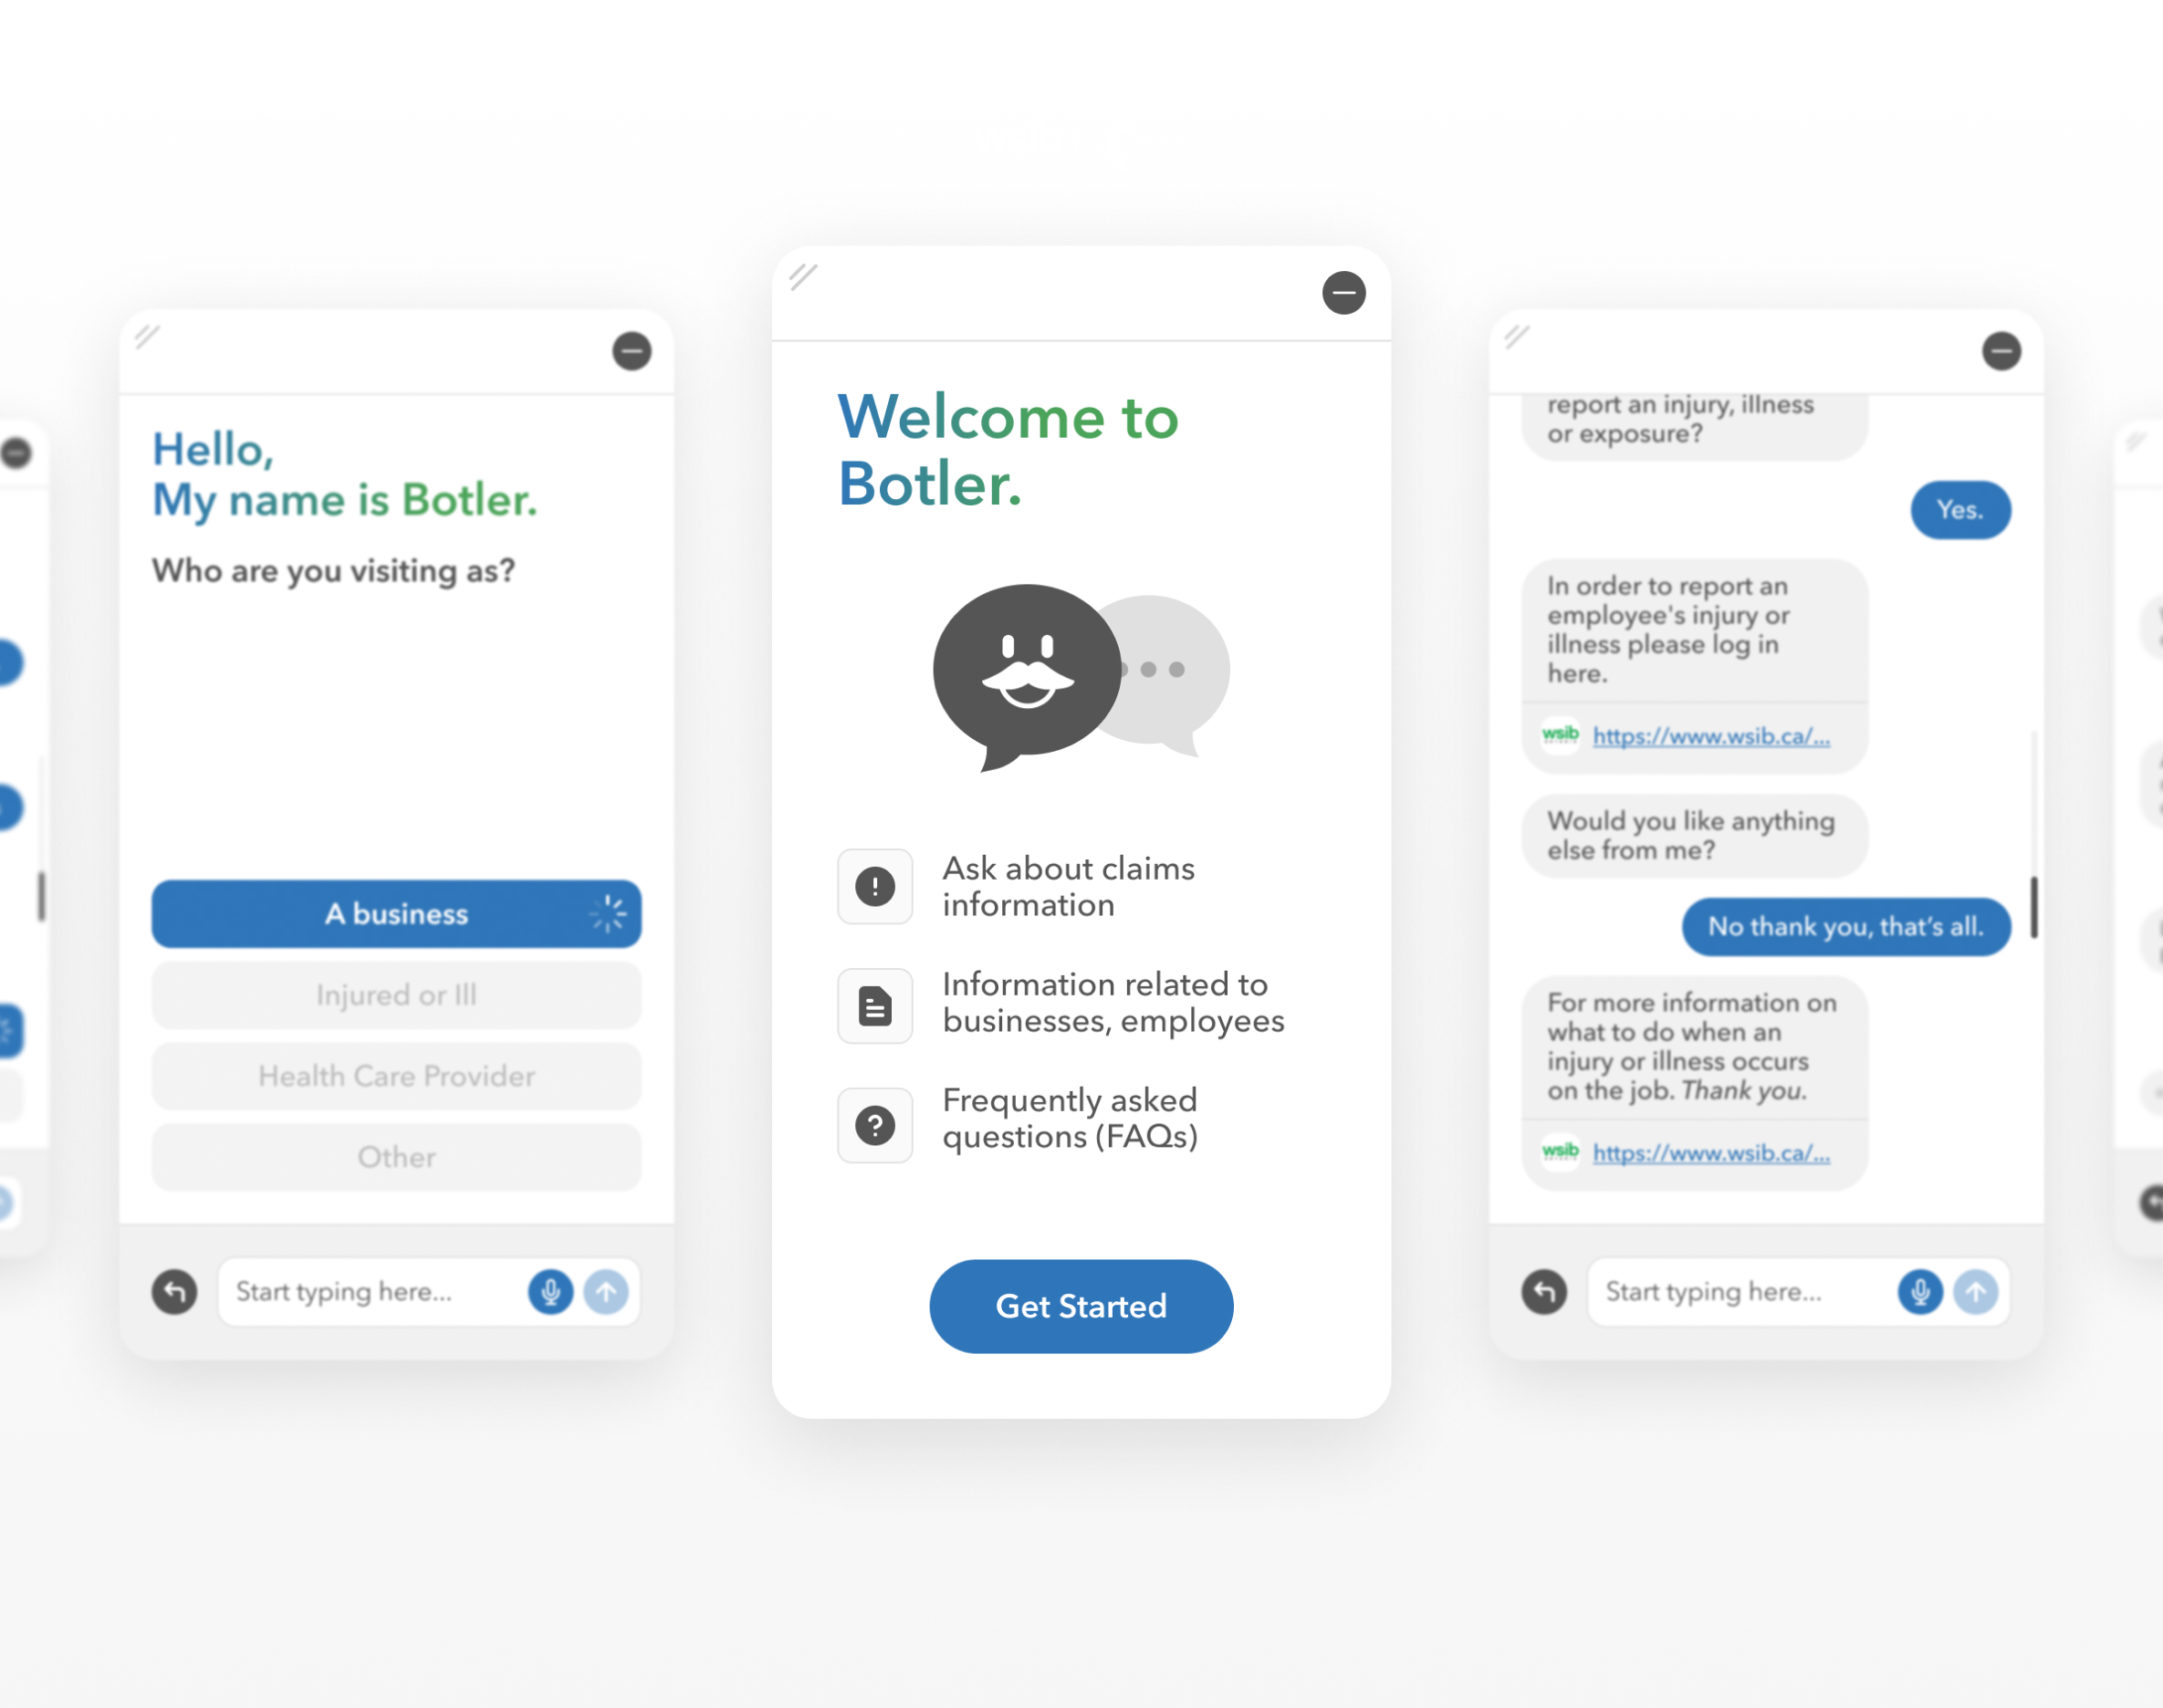 Hello,
My name is Botler.
Who are you visiting as?
A business
Injured or Ill
Health Care Provider
Other
Start typing here...
Welcome to
Botler.
Ask about claims
information
Information related to
businesses, employees
Frequently asked
questions (FAQs)
Get Started
report an injury, illness
or exposure?
Yes.
In order to report an
employee's injury or
illness please log in
here.
wsib
https://www.wsib.ca/...
Would you like anything
else from me?
No thank you, that's all.
For more information on
what to do when an
injury or illness occurs
on the job. Thank you.
wsib
https://www.wsib.ca/...
Start typing here...